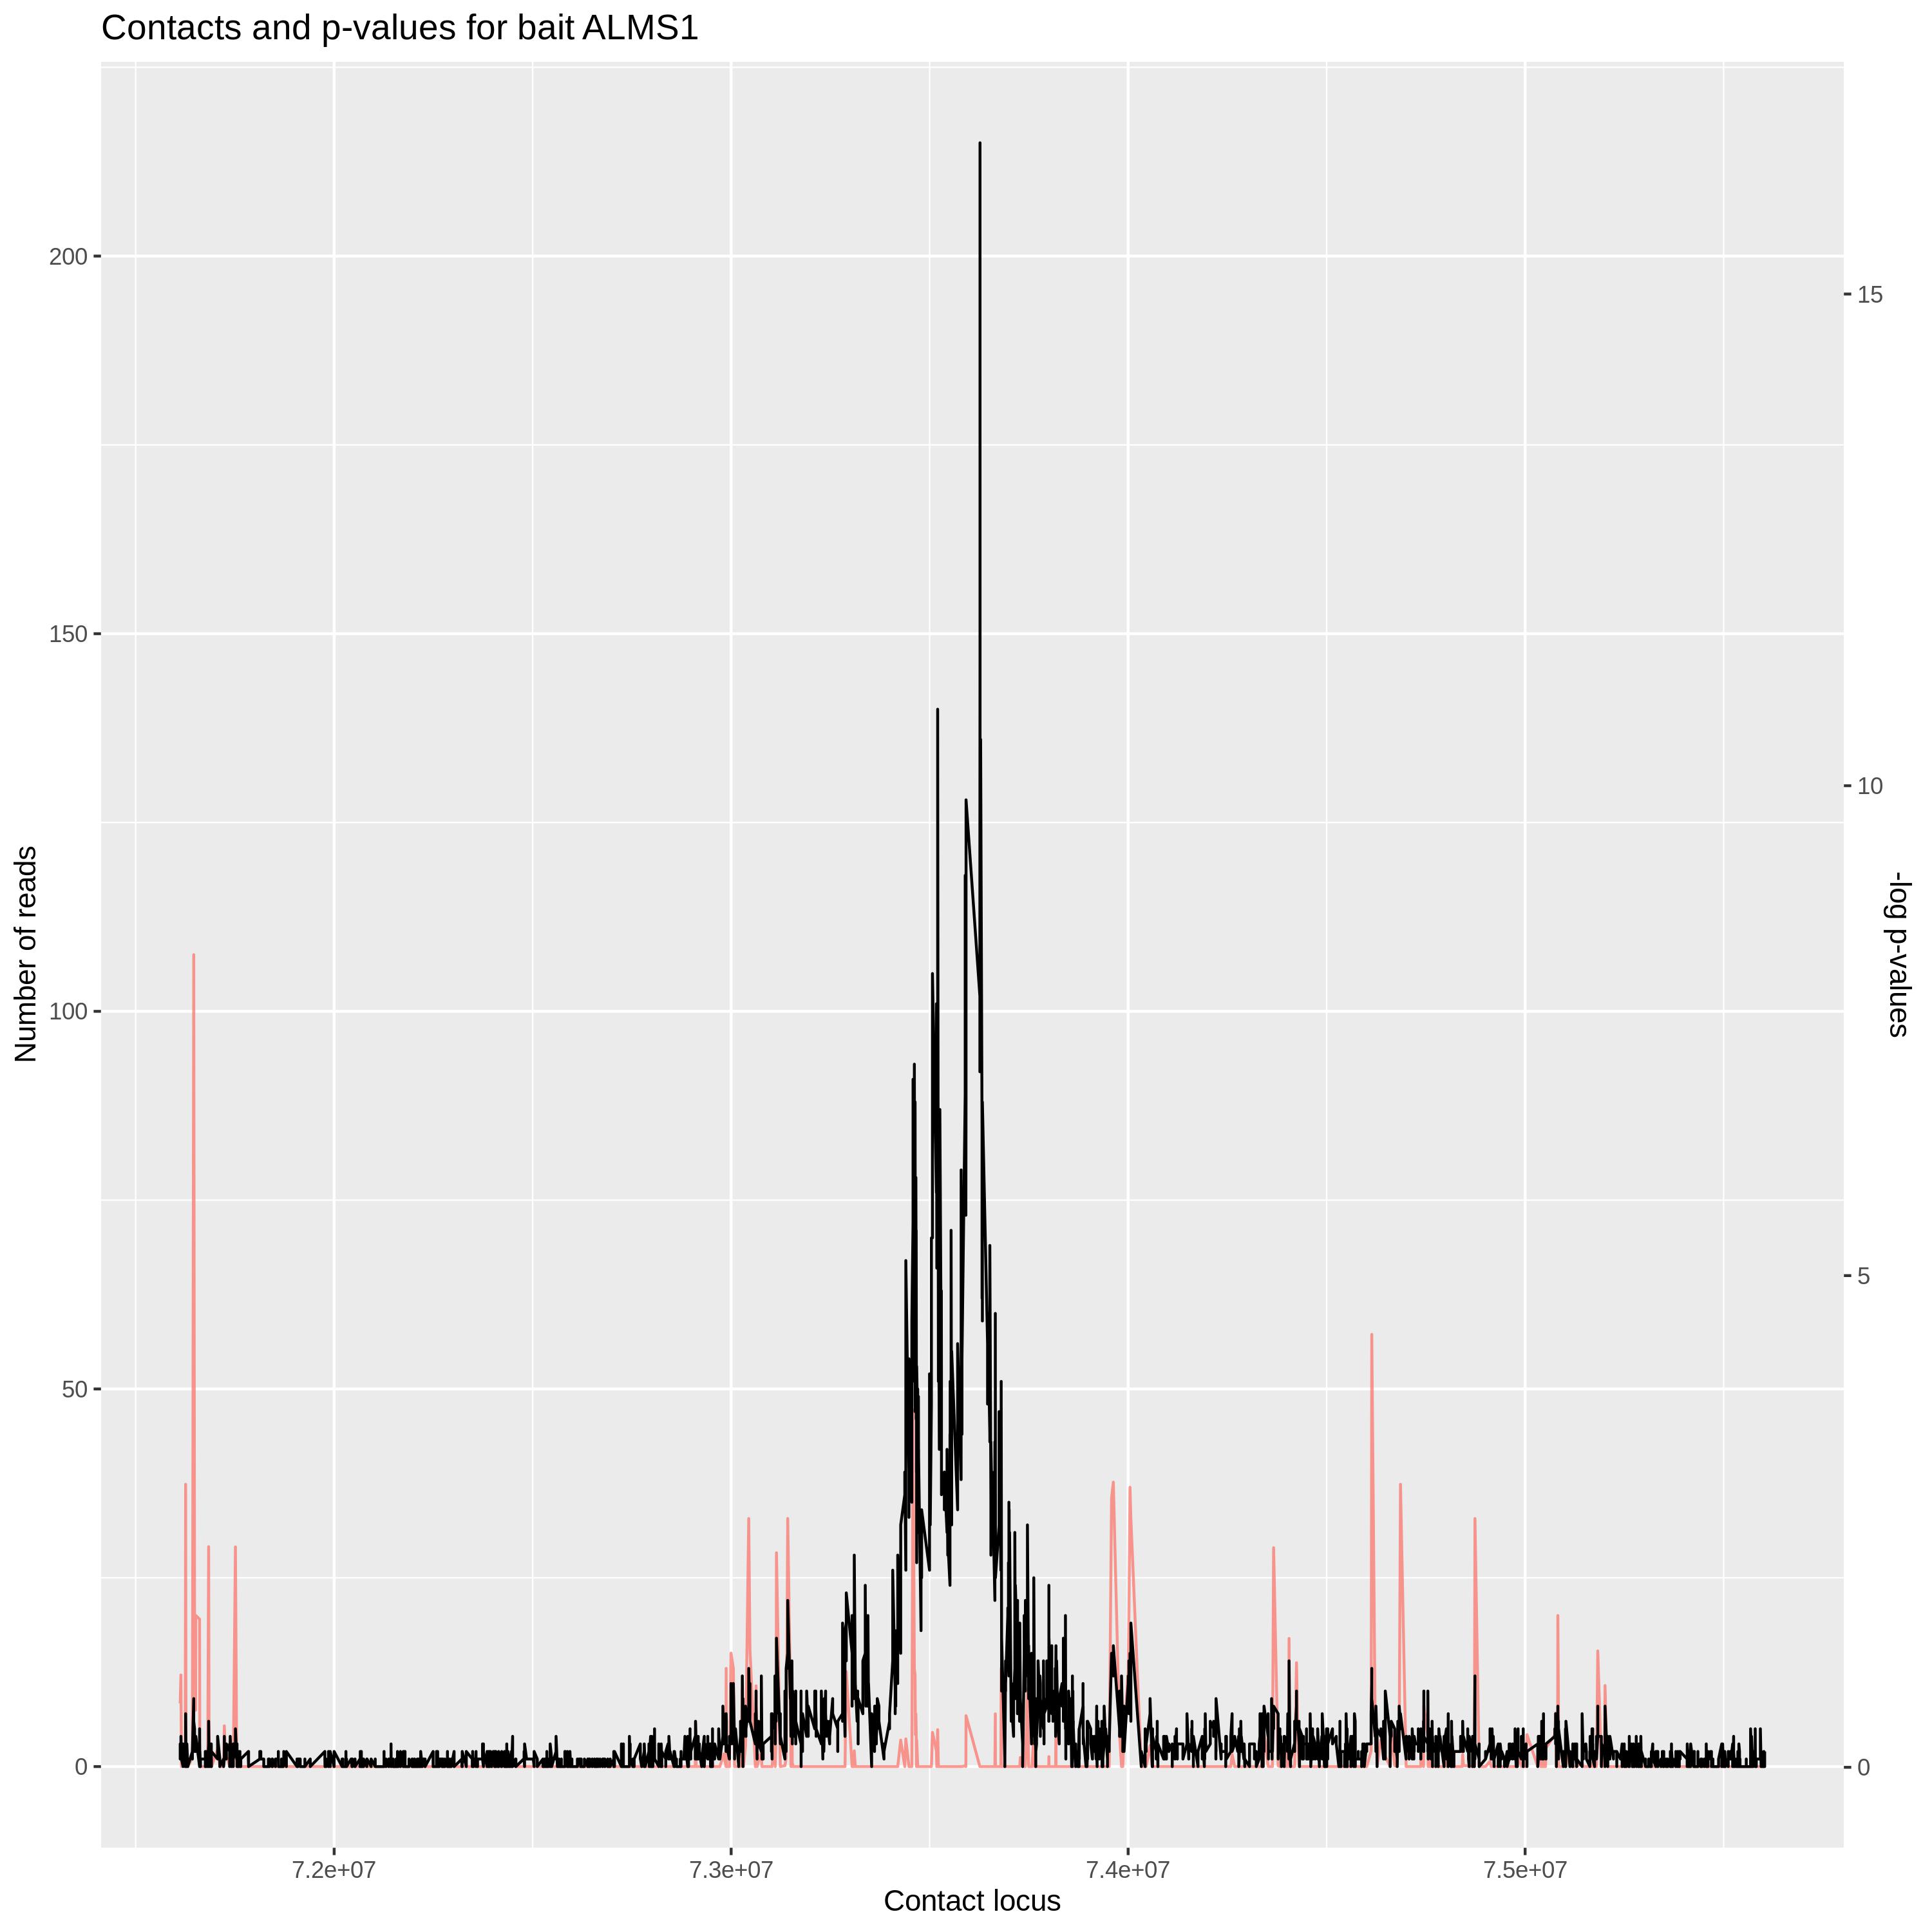 Contacts and p-values for bait ALMS1
200
150
100
50
0
15
10
5
0
Number of reads
-log p-values
7.2e+07
7.3e+07
7.4e+07
7.5e+07
Contact locus